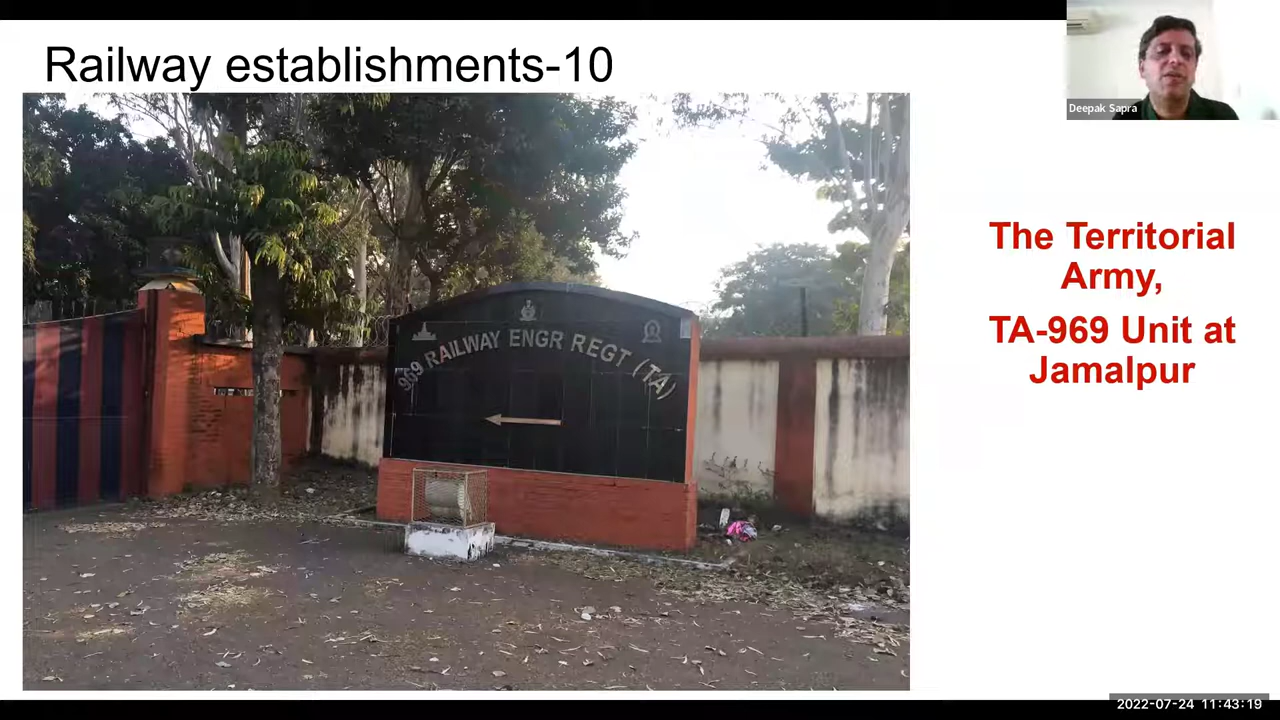 Railway establishments-10
Deepak Sapra
The Territorial
Army,
TA-969 Unit at
Jamalpur
969 RAILWAY ENGR REGT (TA)
2022-07-24 11:43:19